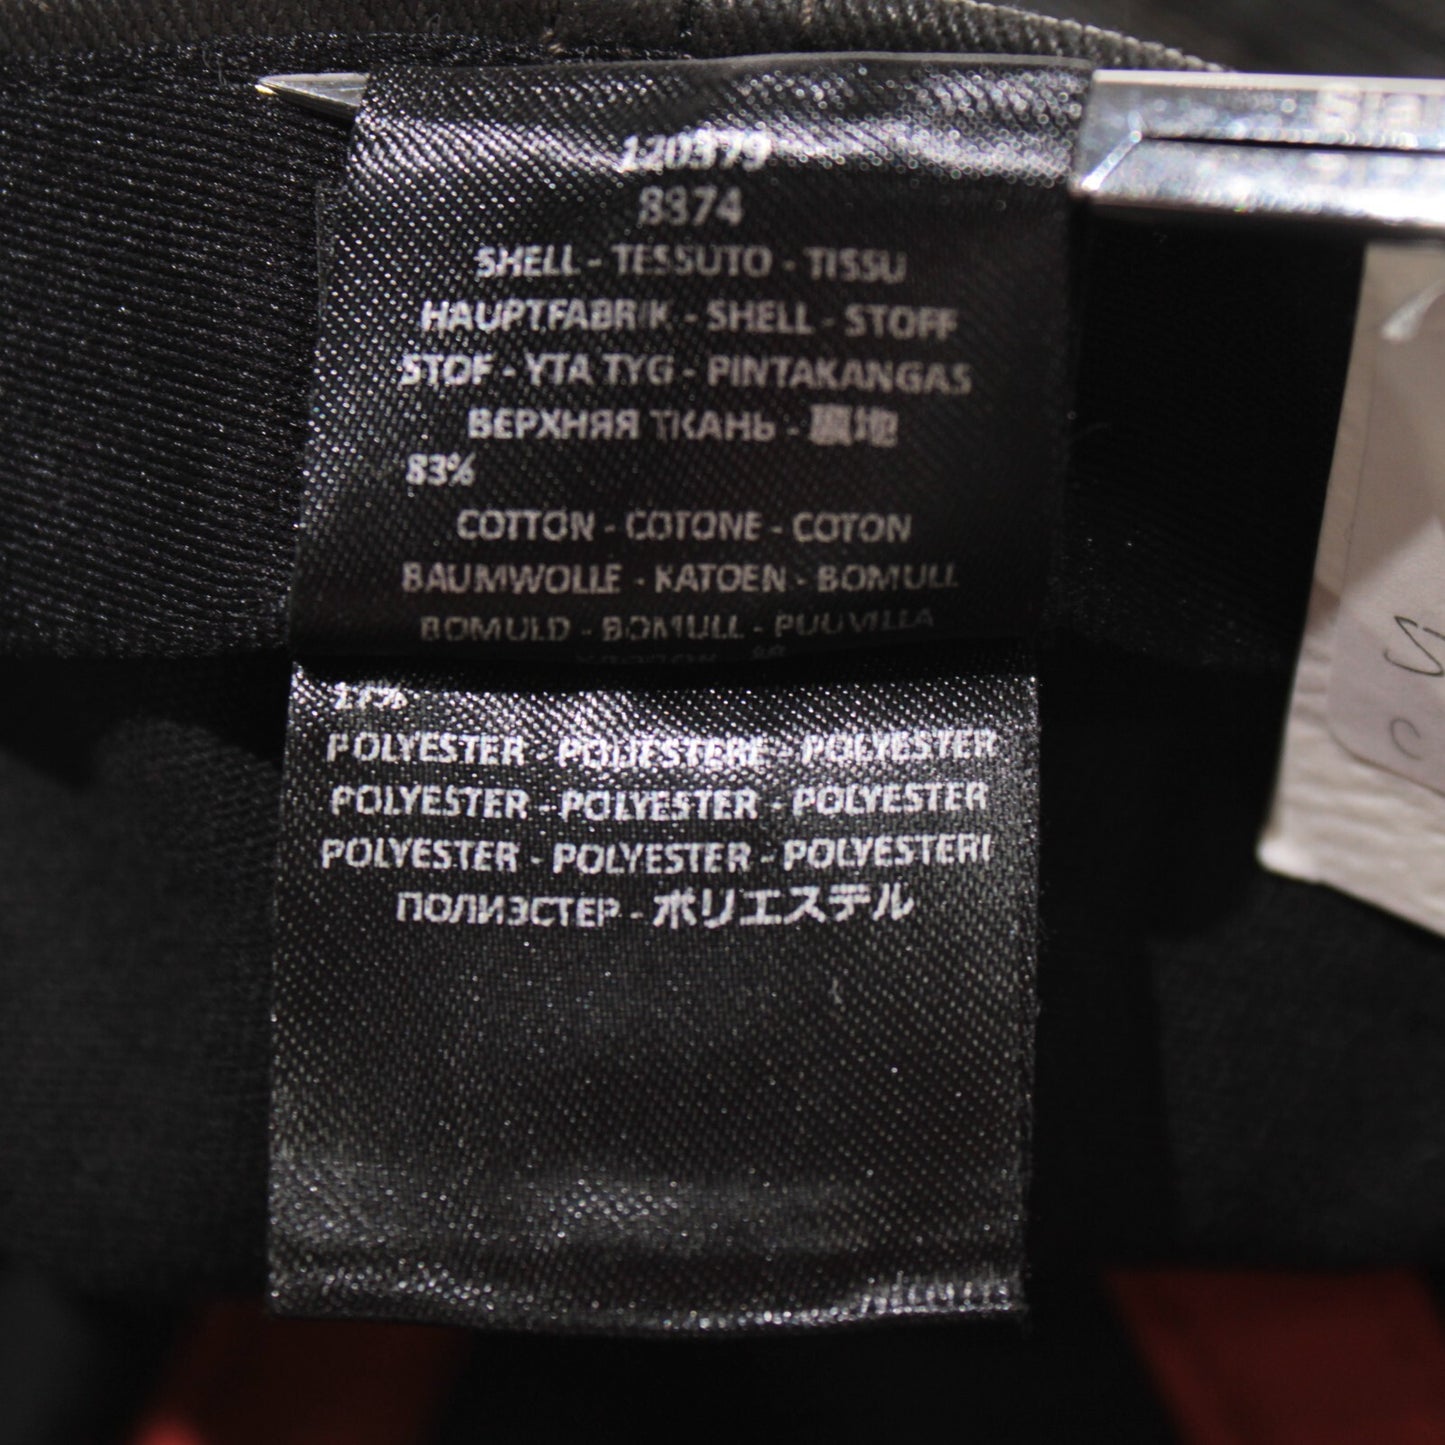 120379
8874
SHELL - TESSUTO - TISSU
HAUPTFABRIK - SHELL - STOFF
STOF - YTA TYG - PINTAKANGAS
ВЕРХНЯЯ ТКАНЬ - 裏地
83%
COTTON - COTONE - COTON
BAUMWOLLE - KATOEN - BOMULL
BOMULD - BOMULL - PUUVILLA
17%
POLYESTER - POLIESTERE - POLYESTER
POLYESTER - POLYESTER - POLYESTER
POLYESTER - POLYESTER - POLYESTERI
ПОЛИЭСТЕР - ポリエステル